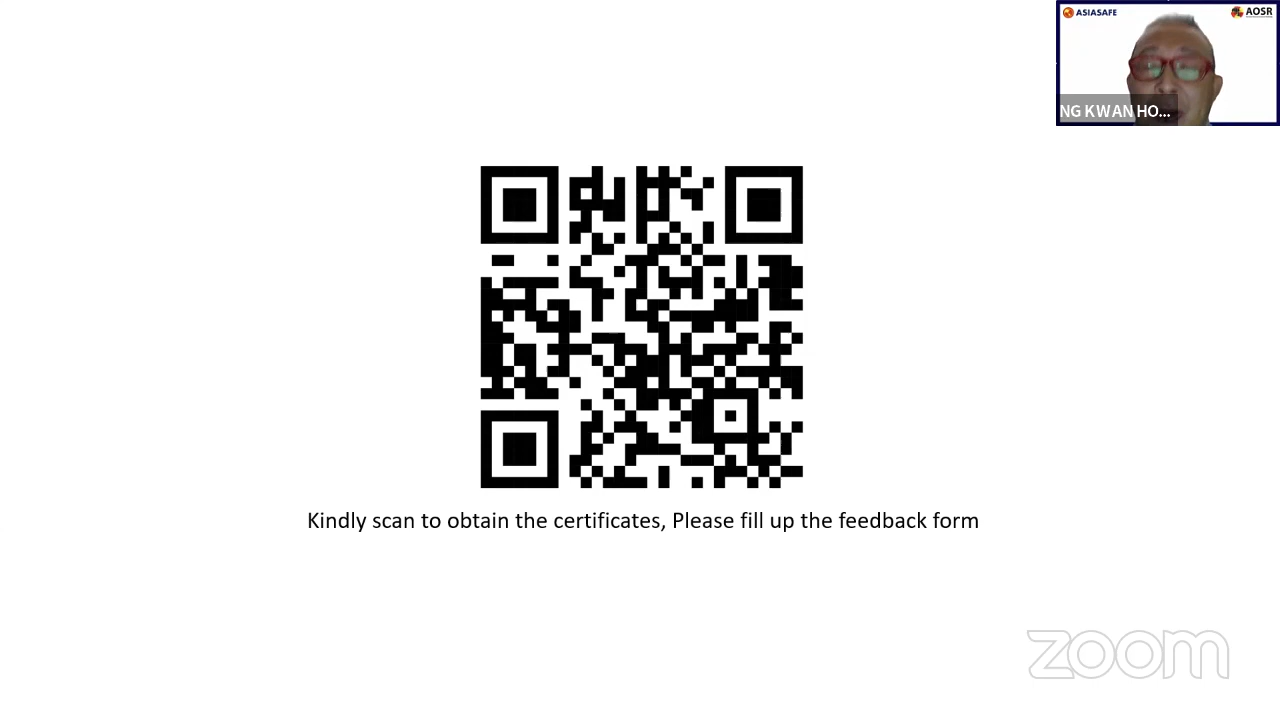 ASIASAFE
AOSR
NG KWAN HO...
Kindly scan to obtain the certificates, Please fill up the feedback form
zoom